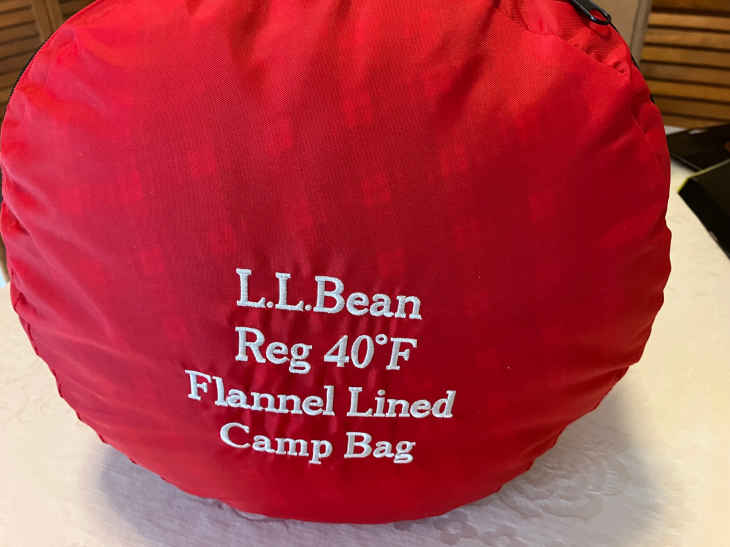 L.L.Bean
Reg 40°F
Flannel Lined
Camp Bag